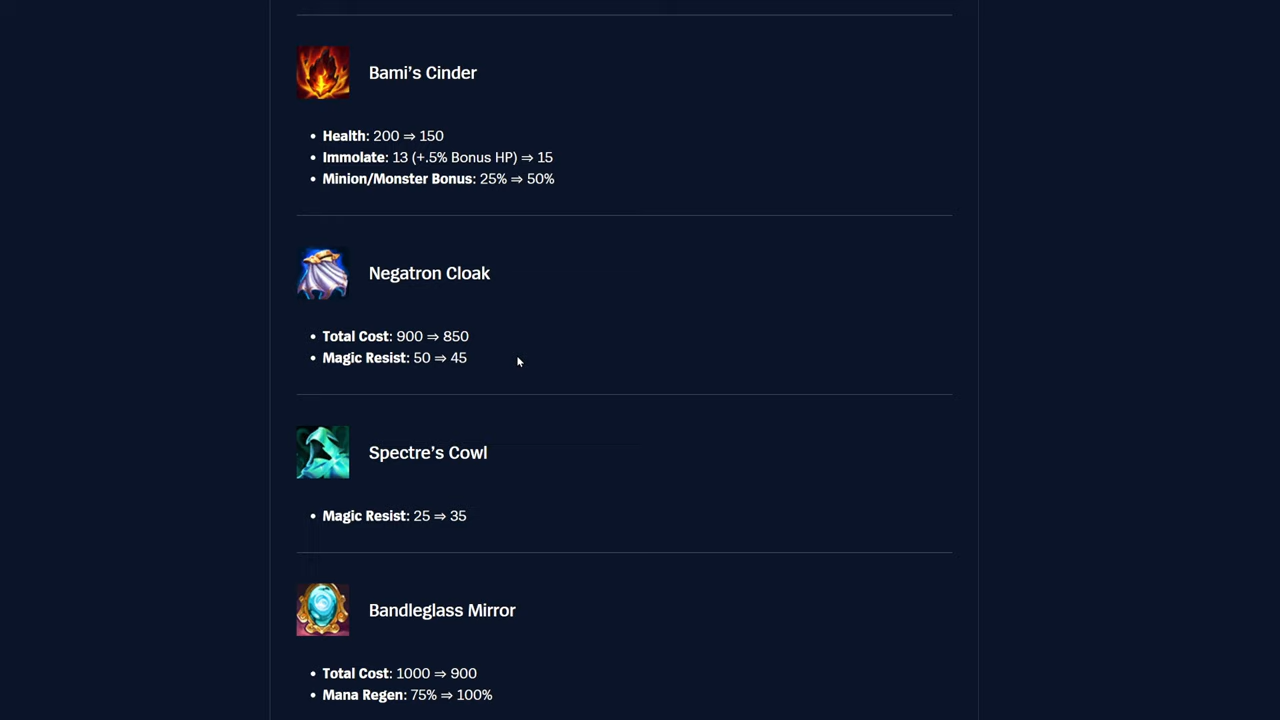 Bami’s Cinder
• Health: 200 ⇒ 150
• Immolate: 13 (+.5% Bonus HP) ⇒ 15
• Minion/Monster Bonus: 25% ⇒ 50%
Negatron Cloak
• Total Cost: 900 ⇒ 850
• Magic Resist: 50 ⇒ 45
Spectre’s Cowl
• Magic Resist: 25 ⇒ 35
Bandleglass Mirror
• Total Cost: 1000 ⇒ 900
• Mana Regen: 75% ⇒ 100%